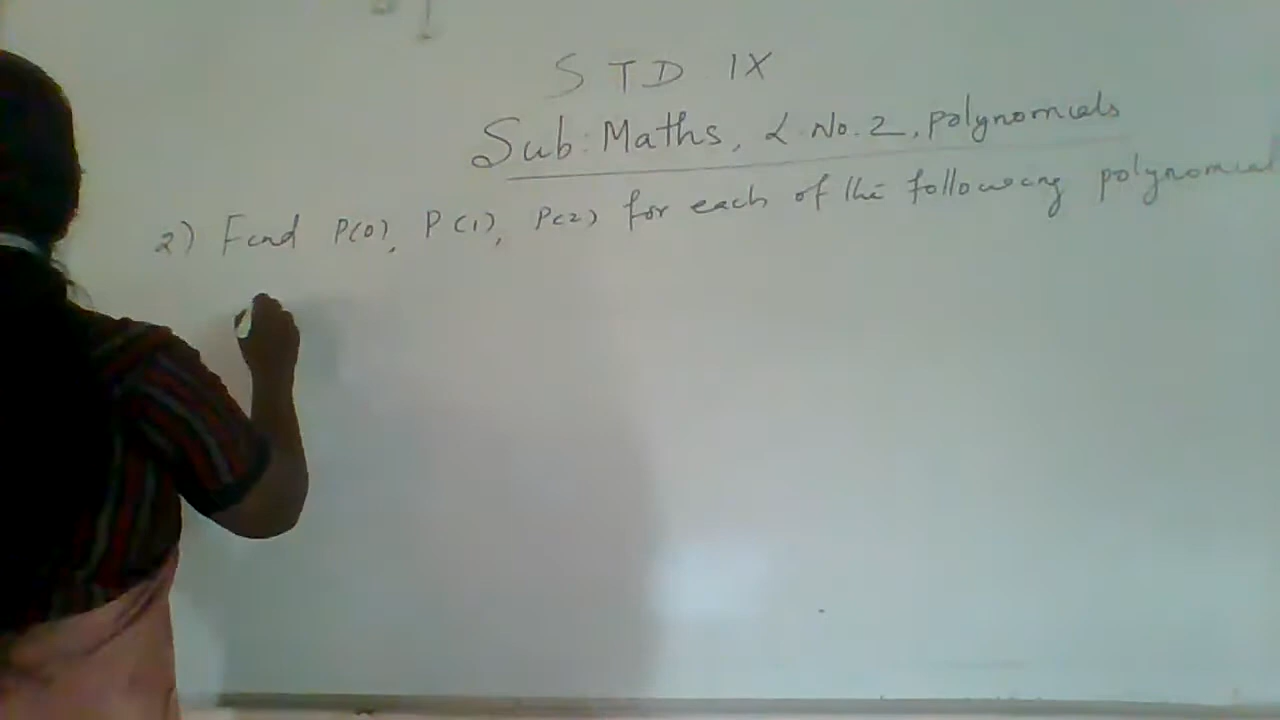 STD IX
Sub: Maths, L. No. 2, polynomials
2) Find P(0), P(1), P(2) for each of the following polynomial